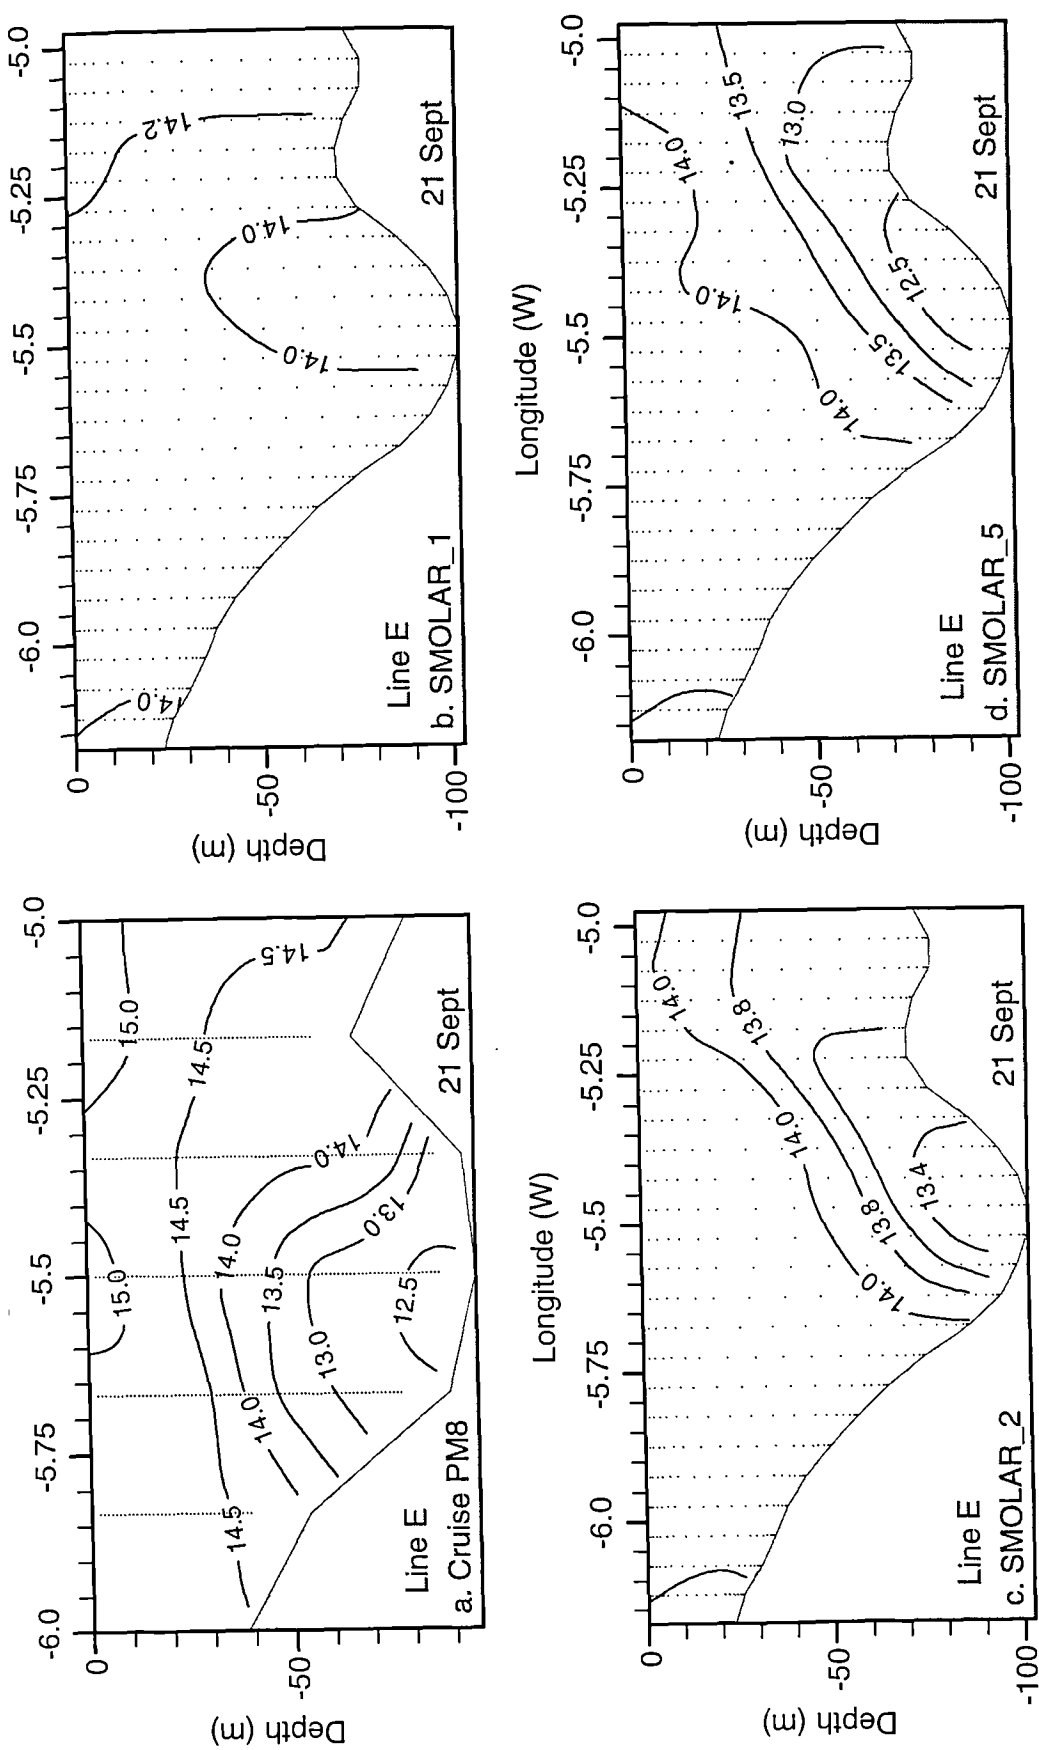 -6.0 -5.75 -5.5 -5.25 -5.0
0
-50
Depth (m)
15.0
15.0
14.5
14.5
14.5
14.5
14.0
14.0
14.0
13.5
13.0
13.0
12.5
Line E
a. Cruise PM8
21 Sept
-6.0 -5.75 -5.5 -5.25 -5.0
0
-50
-100
Depth (m)
14.0
14.0
14.0
14.2
Line E
b. SMOLAR_1
21 Sept
Longitude (W)
-6.0 -5.75 -5.5 -5.25 -5.0
0
-50
-100
Depth (m)
14.0
14.0
14.0
13.8
13.8
13.4
Line E
c. SMOLAR_2
21 Sept
Longitude (W)
-6.0 -5.75 -5.5 -5.25 -5.0
0
-50
-100
Depth (m)
14.0
14.0
14.0
13.5
13.5
13.0
12.5
Line E
d. SMOLAR_5
21 Sept